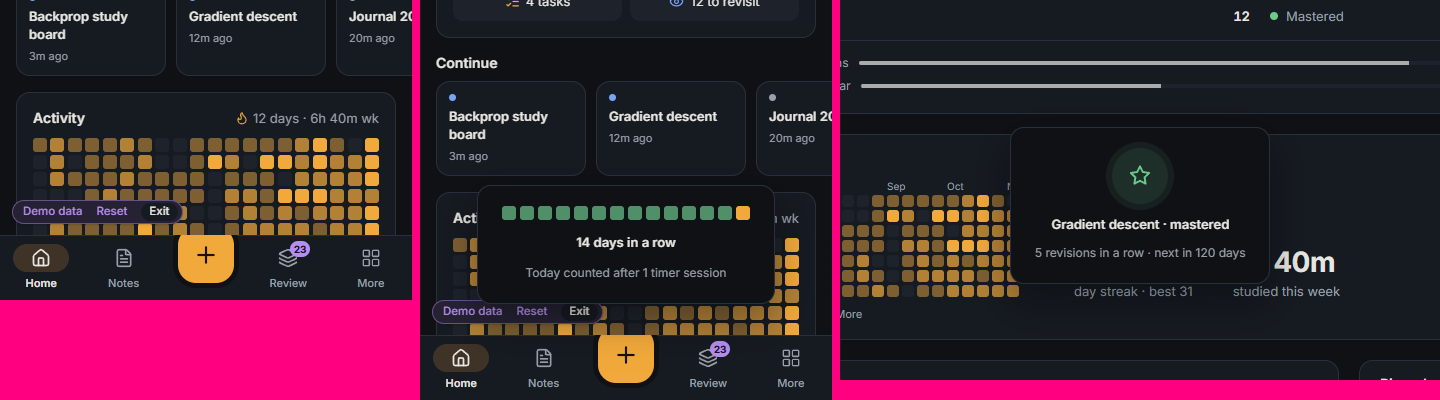 Backprop study
board
3m ago
Gradient descent
12m ago
Journal 20
20m ago
Activity
12 days · 6h 40m wk
Demo data
Reset
Exit
Home
Notes
23
Review
More
4 tasks
12 to revisit
Continue
Backprop study
board
3m ago
Gradient descent
12m ago
Journal 20
20m ago
Act
wk
14 days in a row
Today counted after 1 timer session
Demo data
Reset
Exit
Home
Notes
23
Review
More
12
Mastered
Sep
Oct
Gradient descent · mastered
5 revisions in a row · next in 120 days
40m
day streak · best 31
studied this week
More